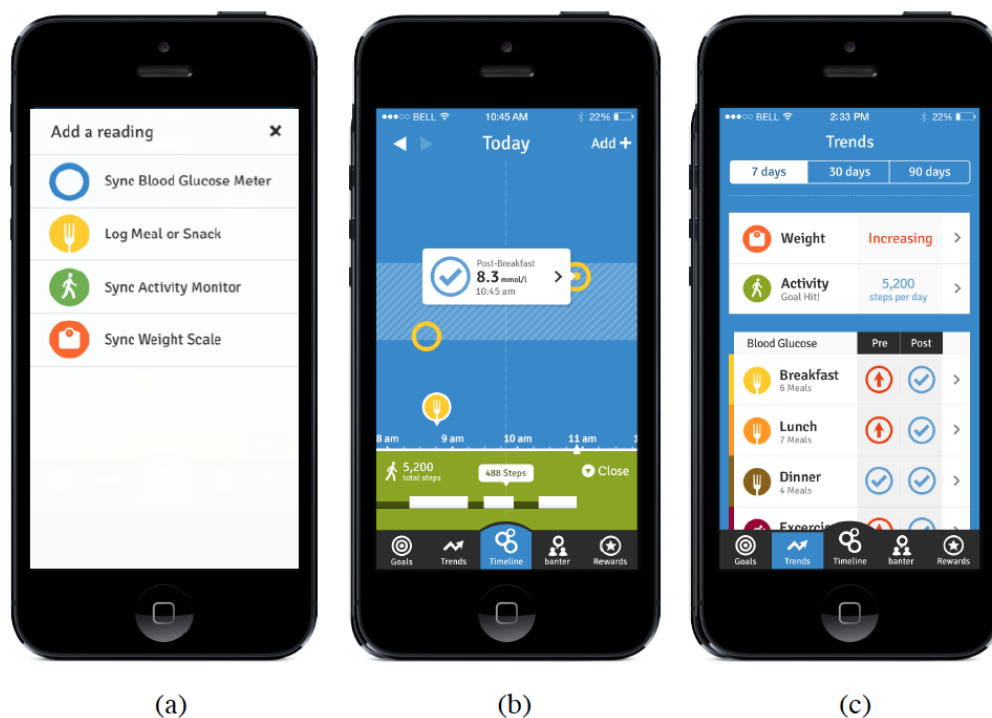 Add a reading ×
Sync Blood Glucose Meter
Log Meal or Snack
Sync Activity Monitor
Sync Weight Scale
(a)
BELL 10:45 AM 22%
Today Add +
Post-Breakfast
8.3 mmol/l
10:45 am
8 am 9 am 10 am 11 am 1
5,200
total steps
488 Steps
Close
Goals Trends Timeline banter Rewards
(b)
BELL 2:33 PM 22%
Trends
7 days 30 days 90 days
Weight Increasing
Activity 5,200
Goal Hit! steps per day
Blood Glucose Pre Post
Breakfast
6 Meals
Lunch
7 Meals
Dinner
4 Meals
Excercis
Goals Trends Timeline banter Rewards
(c)